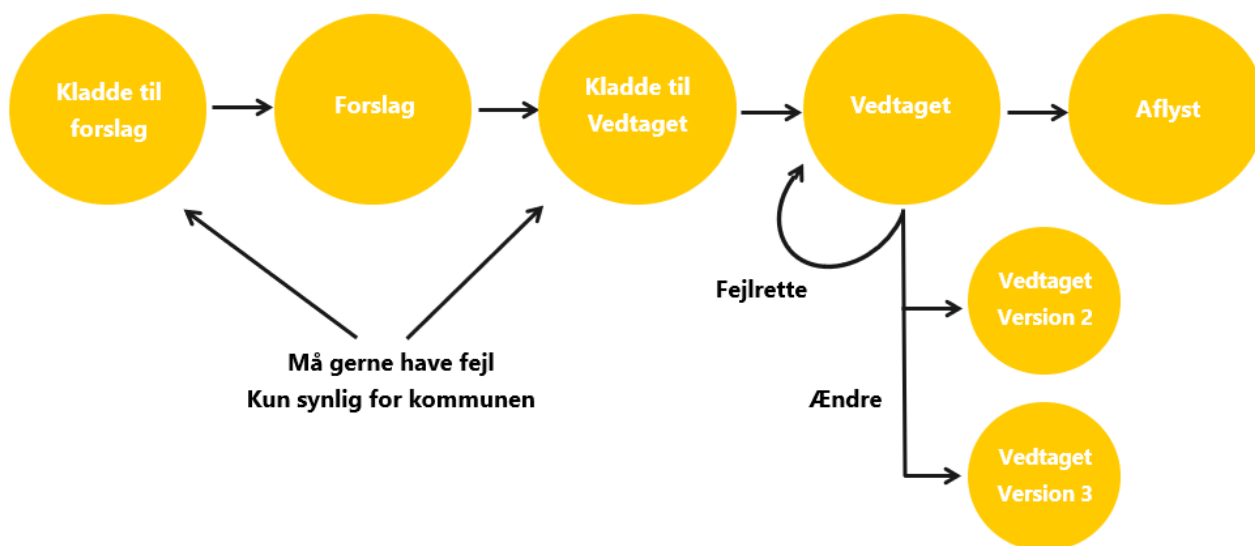 Kladde til
forslag
Forslag
Kladde til
Vedtaget
Vedtaget
Aflyst
Fejlrette
Vedtaget
Version 2
Må gerne have fejl
Kun synlig for kommunen
Ændre
Vedtaget
Version 3